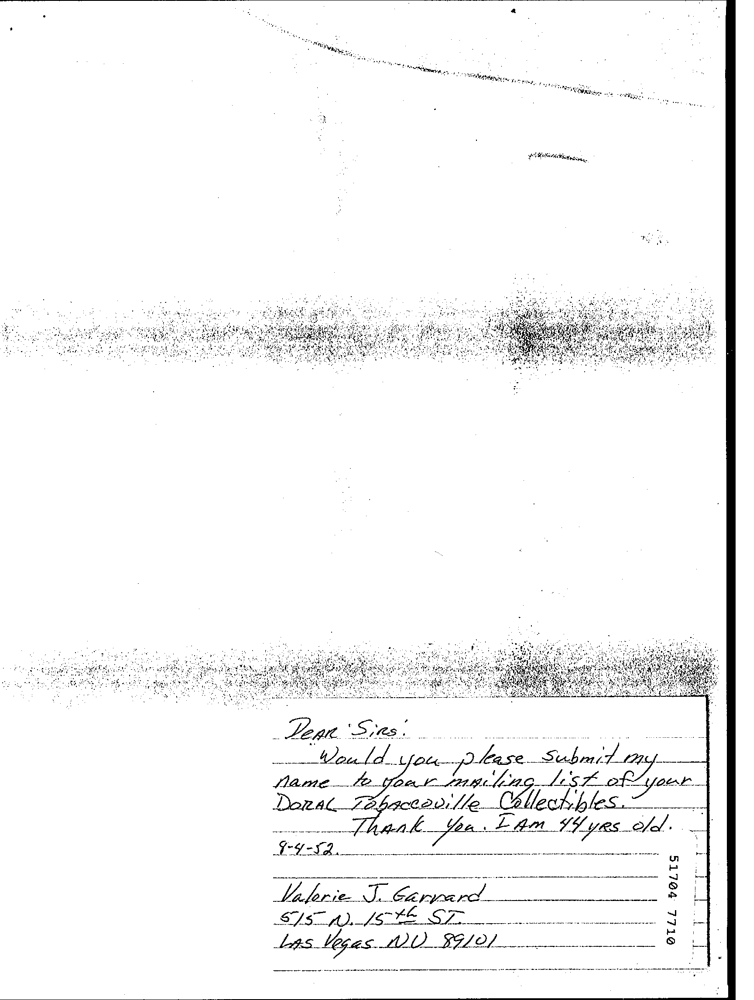 Dear Sirs:
Would you please submit my
name to your mailing list of your
DORAL Tobaccoville Collectibles.
Thank you. I Am 44 yrs old.
9-4-52.
Valerie J. Garrard
515 N. 15th ST.
LAS Vegas NV 89101
51704 7710